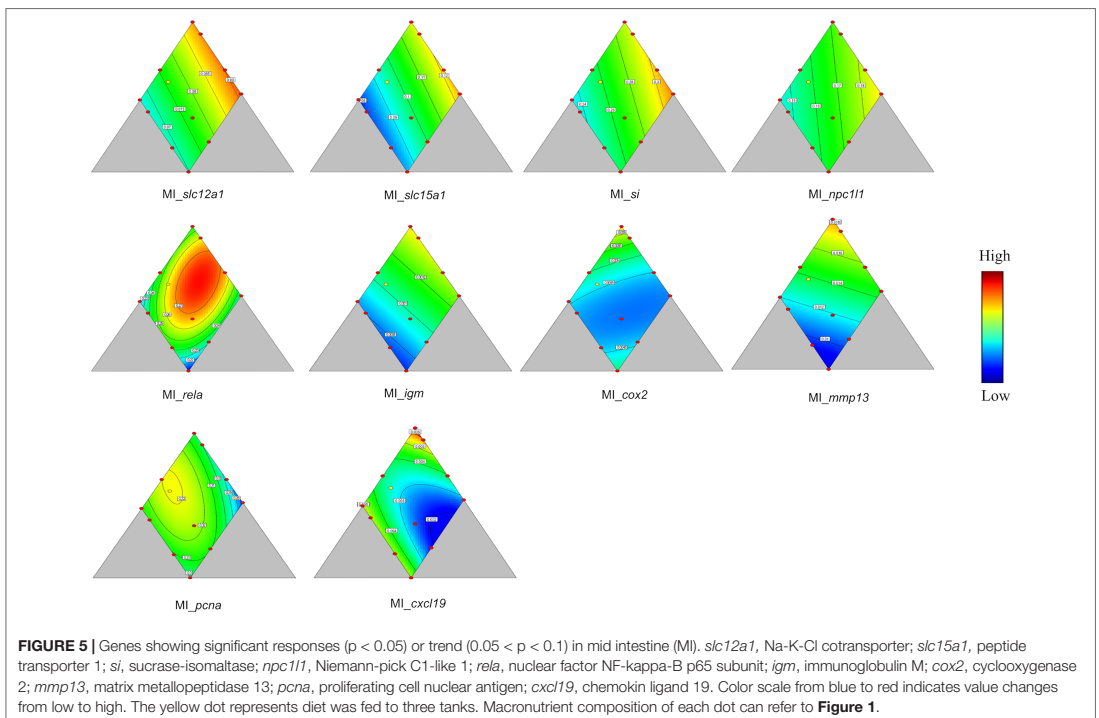 MI_slc12a1
MI_slc15a1
MI_si
MI_npc1l1
High
Low
MI_rela
MI_igm
MI_cox2
MI_mmp13
MI_pcna
MI_cxcl19
FIGURE 5 | Genes showing significant responses (p < 0.05) or trend (0.05 < p < 0.1) in mid intestine (MI). slc12a1, Na-K-Cl cotransporter; slc15a1, peptide
transporter 1; si, sucrase-isomaltase; npc1l1, Niemann-pick C1-like 1; rela, nuclear factor NF-kappa-B p65 subunit; igm, immunoglobulin M; cox2, cyclooxygenase
2; mmp13, matrix metallopeptidase 13; pcna, proliferating cell nuclear antigen; cxcl19, chemokin ligand 19. Color scale from blue to red indicates value changes
from low to high. The yellow dot represents diet was fed to three tanks. Macronutrient composition of each dot can refer to Figure 1.